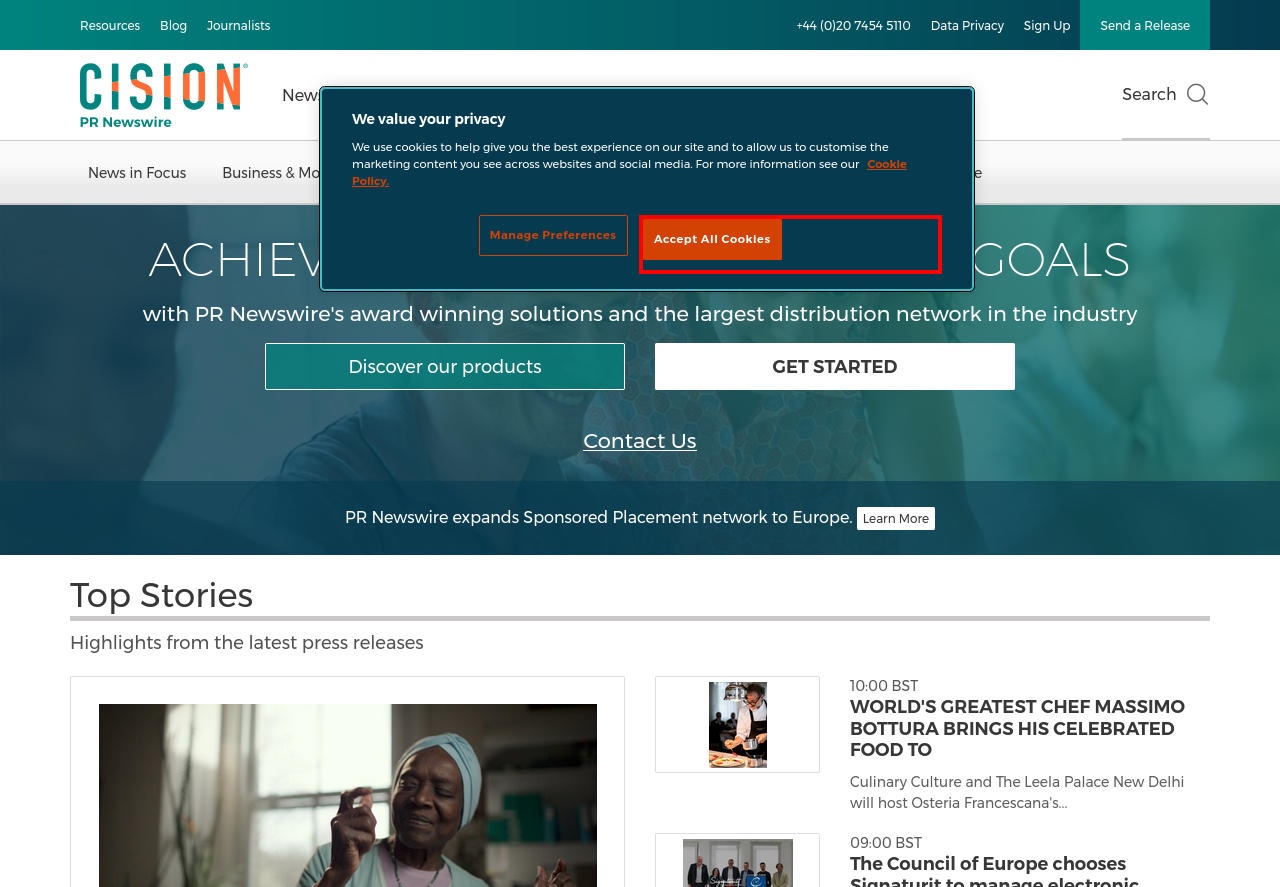 Resources Blog Journalists +44 (0)20 7454 5110 Data Privacy Sign Up Send a Release
CISION®
PR Newswire
News
Search
We value your privacy
We use cookies to help give you the best experience on our site and to allow us to customise the
marketing content you see across websites and social media. For more information see our Cookie
Policy.
Manage Preferences Accept All Cookies
News in Focus Business & Mo
ACHIEV GOALS
with PR Newswire's award winning solutions and the largest distribution network in the industry
Discover our products GET STARTED
Contact Us
PR Newswire expands Sponsored Placement network to Europe. Learn More
Top Stories
Highlights from the latest press releases
10:00 BST
WORLD'S GREATEST CHEF MASSIMO
BOTTURA BRINGS HIS CELEBRATED
FOOD TO
Culinary Culture and The Leela Palace New Delhi
will host Osteria Francescana's...
09:00 BST
The Council of Europe chooses
Signaturit to manage electronic